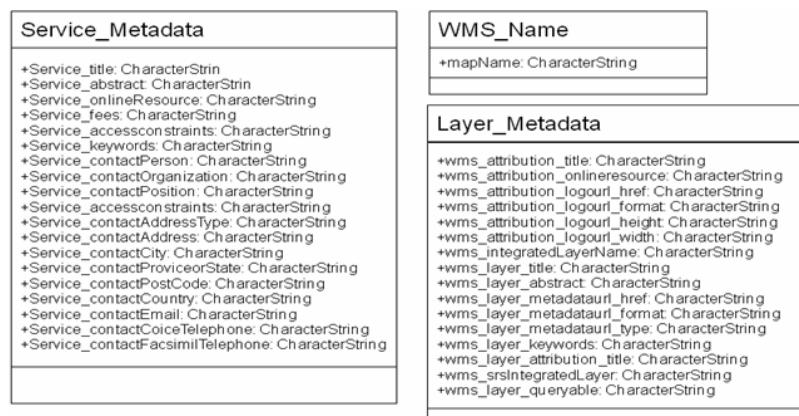 Service_Metadata
+Service_title: CharacterStrin
+Service_abstract: CharacterStrin
+Service_onlineResource: CharacterString
+Service_fees: CharacterString
+Service_accessconstraints: CharacterString
+Service_keywords: CharacterString
+Service_contactPerson: CharacterString
+Service_contactOrganization: CharacterString
+Service_contactPosition: CharacterString
+Service_accessconstraints: CharacterString
+Service_contactAddressType: CharacterString
+Service_contactAddress: CharacterString
+Service_contactCity: CharacterString
+Service_contactProviceorState: CharacterString
+Service_contactPostCode: CharacterString
+Service_contactCountry: CharacterString
+Service_contactEmail: CharacterString
+Service_contactCoiceTelephone: CharacterString
+Service_contactFacsimilTelephone: CharacterString
WMS_Name
+mapName: CharacterString
Layer_Metadata
+wms_attribution_title: CharacterString
+wms_attribution_onlineresource: CharacterString
+wms_attribution_logourl_href: CharacterString
+wms_attribution_logourl_format: CharacterString
+wms_attribution_logourl_height: CharacterString
+wms_attribution_logourl_width: CharacterString
+wms_integratedLayerName: CharacterString
+wms_layer_title: CharacterString
+wms_layer_abstract: CharacterString
+wms_layer_metadataurl_href: CharacterString
+wms_layer_metadataurl_format: CharacterString
+wms_layer_metadataurl_type: CharacterString
+wms_layer_keywords: CharacterString
+wms_layer_attribution_title: CharacterString
+wms_srsIntegratedLayer: CharacterString
+wms_layer_queryable: CharacterString